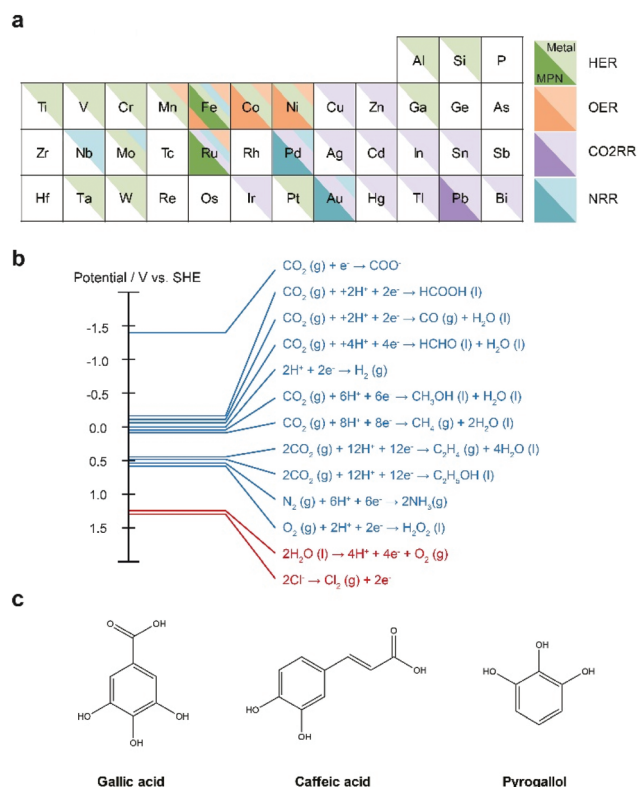 a
Al Si P
Metal
MPN
HER
Ti V Cr Mn Fe Co Ni Cu Zn Ga Ge As
OER
Zr Nb Mo Tc Ru Rh Pd Ag Cd In Sn Sb
CO2RR
Hf Ta W Re Os Ir Pt Au Hg Tl Pb Bi
NRR
b
Potential / V vs. SHE
-1.5
-1.0
-0.5
0.0
0.5
1.0
1.5
CO₂ (g) + e⁻ → COO⁻
CO₂ (g) + +2H⁺ + 2e⁻ → HCOOH (l)
CO₂ (g) + +2H⁺ + 2e⁻ → CO (g) + H₂O (l)
CO₂ (g) + +4H⁺ + 4e⁻ → HCHO (l) + H₂O (l)
2H⁺ + 2e⁻ → H₂ (g)
CO₂ (g) + 6H⁺ + 6e → CH₃OH (l) + H₂O (l)
CO₂ (g) + 8H⁺ + 8e⁻ → CH₄ (g) + 2H₂O (l)
2CO₂ (g) + 12H⁺ + 12e⁻ → C₂H₄ (g) + 4H₂O (l)
2CO₂ (g) + 12H⁺ + 12e⁻ → C₂H₅OH (l)
N₂ (g) + 6H⁺ + 6e⁻ → 2NH₃(g)
O₂ (g) + 2H⁺ + 2e⁻ → H₂O₂ (l)
2H₂O (l) → 4H⁺ + 4e⁻ + O₂ (g)
2Cl⁻ → Cl₂ (g) + 2e⁻
c
O OH
HO OH
OH
Gallic acid
O
OH
HO
OH
Caffeic acid
OH
HO OH
Pyrogallol